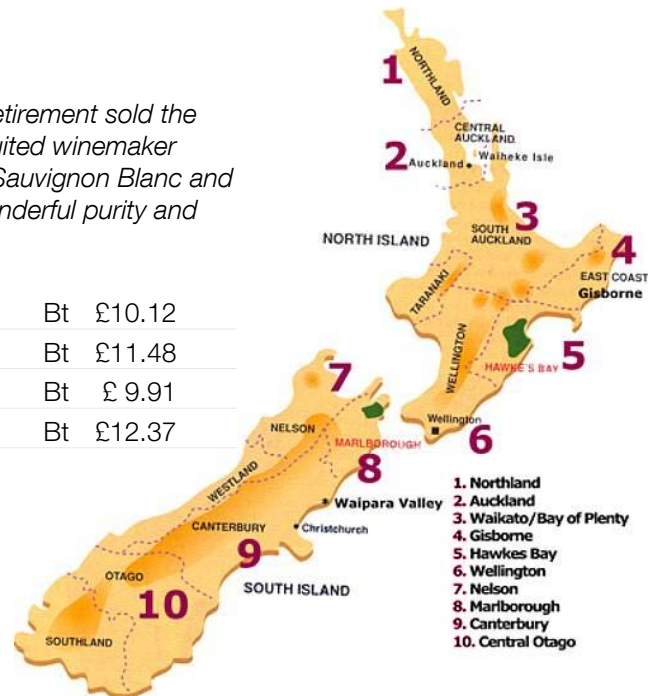 etirement sold the
uited winemaker
Sauvignon Blanc and
nderful purity and
Bt £10.12
Bt £11.48
Bt £ 9.91
Bt £12.37
1
NORTHLAND
CENTRAL
AUCKLAND
2
Auckland
Waiheke Isle
3
SOUTH
AUCKLAND
NORTH ISLAND
4
EAST COAST
Gisborne
TARANAKI
WELLINGTON
HAWKE'S BAY
5
7
Wellington
6
NELSON
MARLBOROUGH
8
WESTLAND
* Waipara Valley
CANTERBURY
Christchurch
9
OTAGO
SOUTH ISLAND
10
SOUTHLAND
1. Northland
2. Auckland
3. Waikato/Bay of Plenty
4. Gisborne
5. Hawkes Bay
6. Wellington
7. Nelson
8. Marlborough
9. Canterbury
10. Central Otago